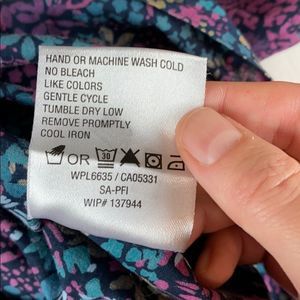 HAND OR MACHINE WASH COLD
NO BLEACH
LIKE COLORS
GENTLE CYCLE
TUMBLE DRY LOW
REMOVE PROMPTLY
COOL IRON
OR 30
WPL6635 / CA05331
SA-PFI
WIP# 137944